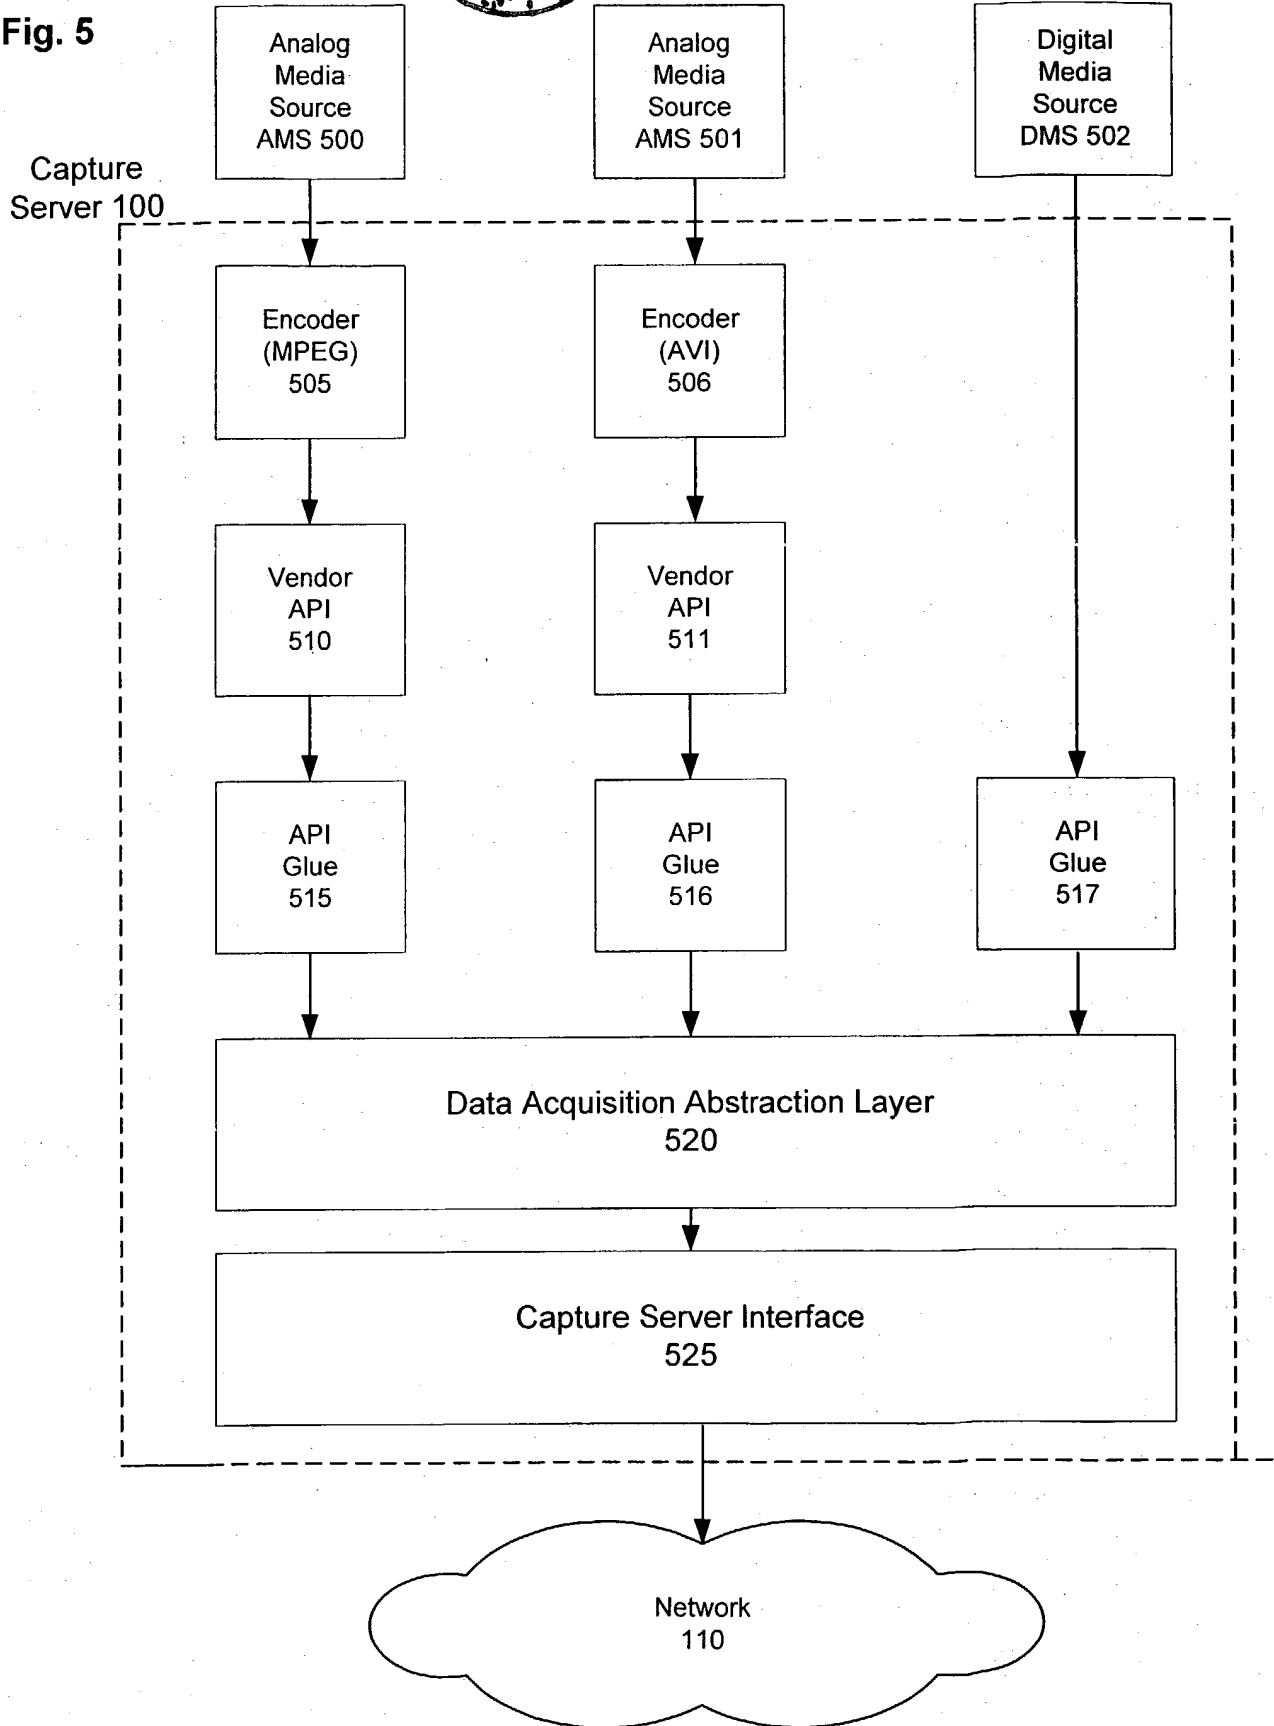 Fig. 5
Analog
Media
Source
AMS 500
Analog
Media
Source
AMS 501
Digital
Media
Source
DMS 502
Capture
Server 100
Encoder
(MPEG)
505
Encoder
(AVI)
506
Vendor
API
510
Vendor
API
511
API
Glue
515
API
Glue
516
API
Glue
517
Data Acquisition Abstraction Layer
520
Capture Server Interface
525
Network
110